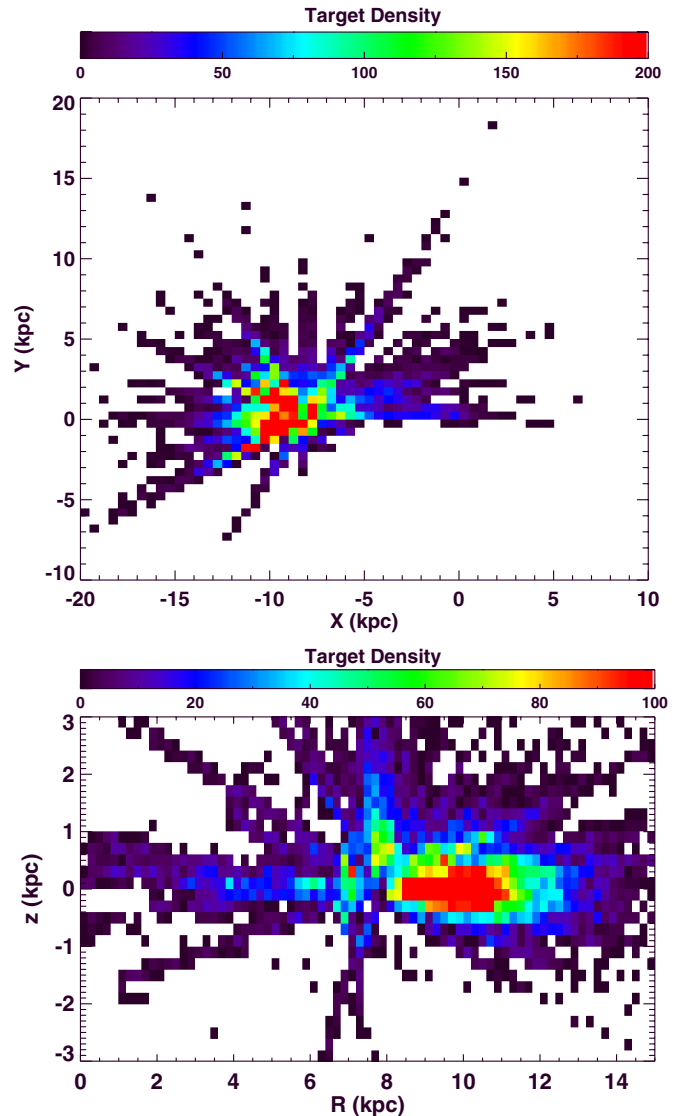 Target Density
0 50 100 150 200
20
15
10
5
0
-5
-10
Y (kpc)
-20 -15 -10 -5 0 5 10
X (kpc)
Target Density
0 20 40 60 80 100
3
2
1
0
-1
-2
-3
z (kpc)
0 2 4 6 8 10 12 14
R (kpc)